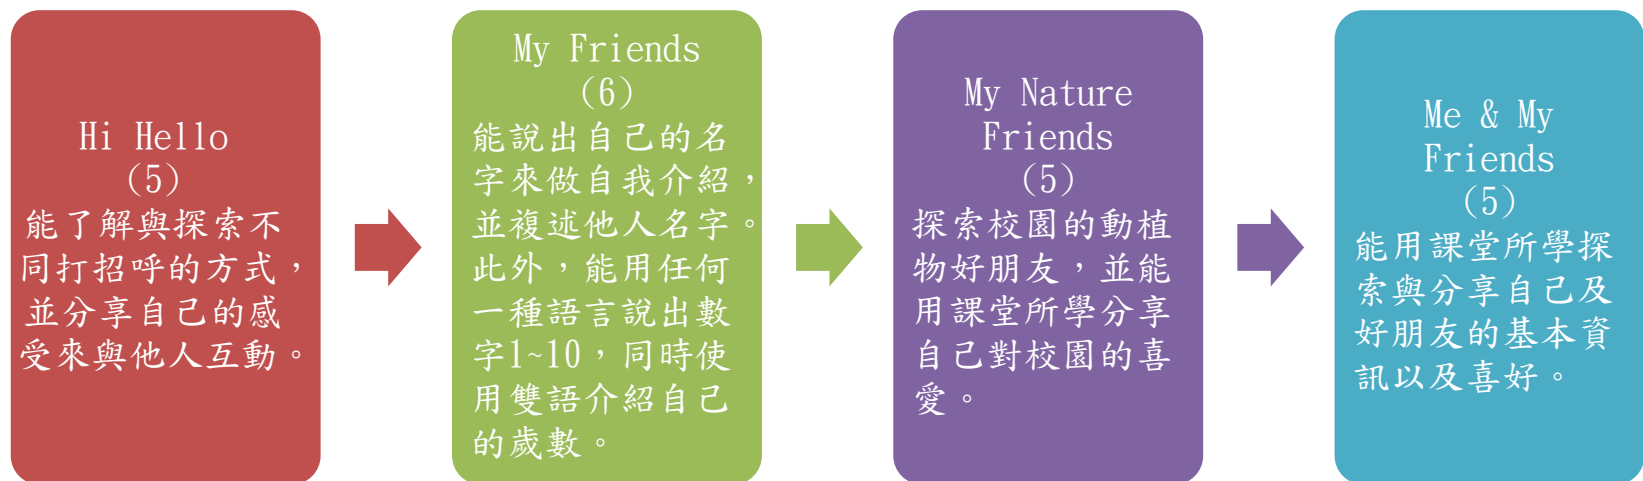 Hi Hello
(5)
能了解與探索不
同打招呼的方式，
並分享自己的感
受來與他人互動。
My Friends
(6)
能說出自己的名
字來做自我介紹，
並複述他人名字。
此外，能用任何
一種語言說出數
字1~10，同時使
用雙語介紹自己
的歲數。
My Nature
Friends
(5)
探索校園的動植
物好朋友，並能
用課堂所學分享
自己對校園的喜
愛。
Me & My
Friends
(5)
能用課堂所學探
索與分享自己及
好朋友的基本資
訊以及喜好。